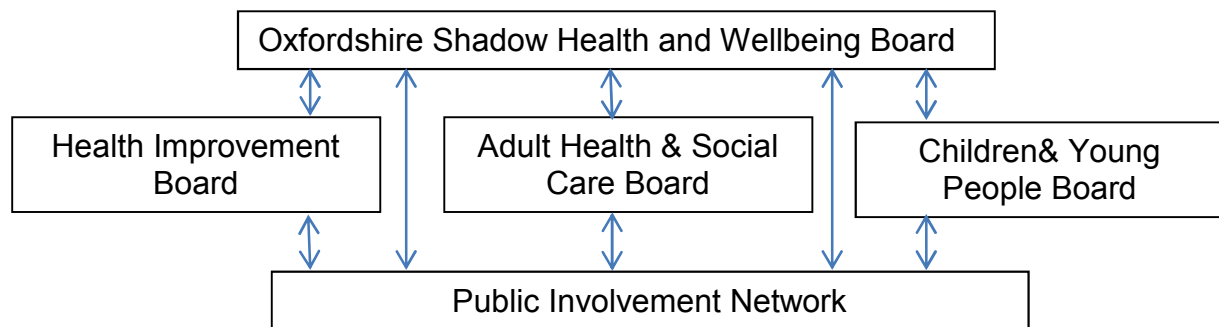 Oxfordshire Shadow Health and Wellbeing Board
Health Improvement
Board
Adult Health & Social
Care Board
Children& Young
People Board
Public Involvement Network